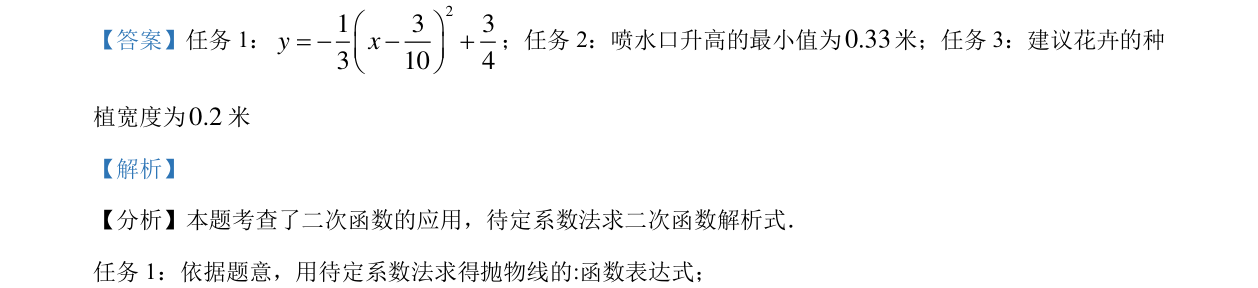 【答案】任务 1：$y=-\frac{1}{3}\left(x-\frac{3}{10}\right)^2+\frac{3}{4}$；任务 2：喷水口升高的最小值为0.33米；任务 3：建议花卉的种
植宽度为0.2米
【解析】
【分析】本题考查了二次函数的应用，待定系数法求二次函数解析式．
任务 1：依据题意，用待定系数法求得抛物线的:函数表达式；